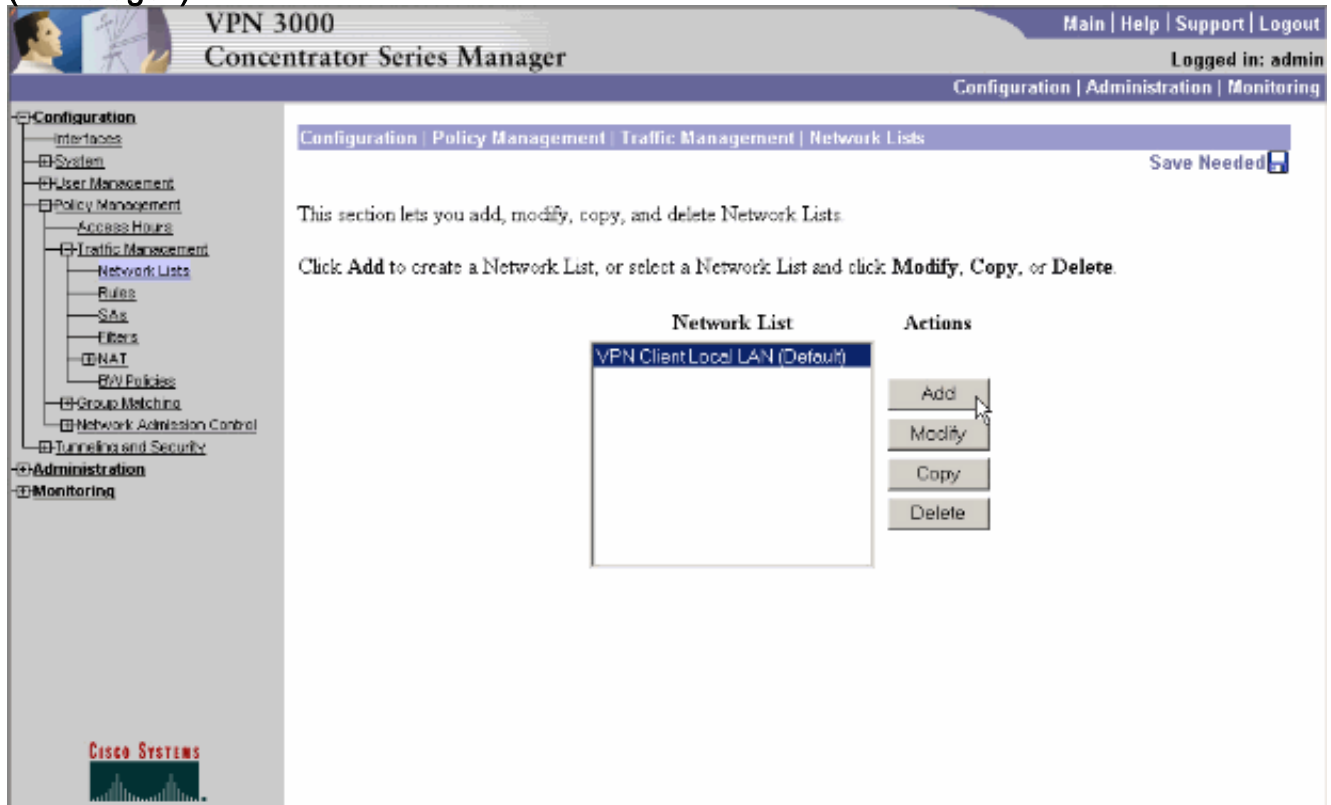 VPN 3000
Concentrator Series Manager
Main | Help | Support | Logout
Logged in: admin
Configuration | Administration | Monitoring
Configuration
Interfaces
System
User Management
Policy Management
Access Hours
Traffic Management
Network Lists
Rules
SAs
Filters
NAT
BW Policies
Group Matching
Network Admission Control
Tunneling and Security
Administration
Monitoring
Configuration | Policy Management | Traffic Management | Network Lists
Save Needed
This section lets you add, modify, copy, and delete Network Lists.
Click Add to create a Network List, or select a Network List and click Modify, Copy, or Delete.
Network List
Actions
VPN Client Local LAN (Default)
Add
Modify
Copy
Delete
CISCO SYSTEMS